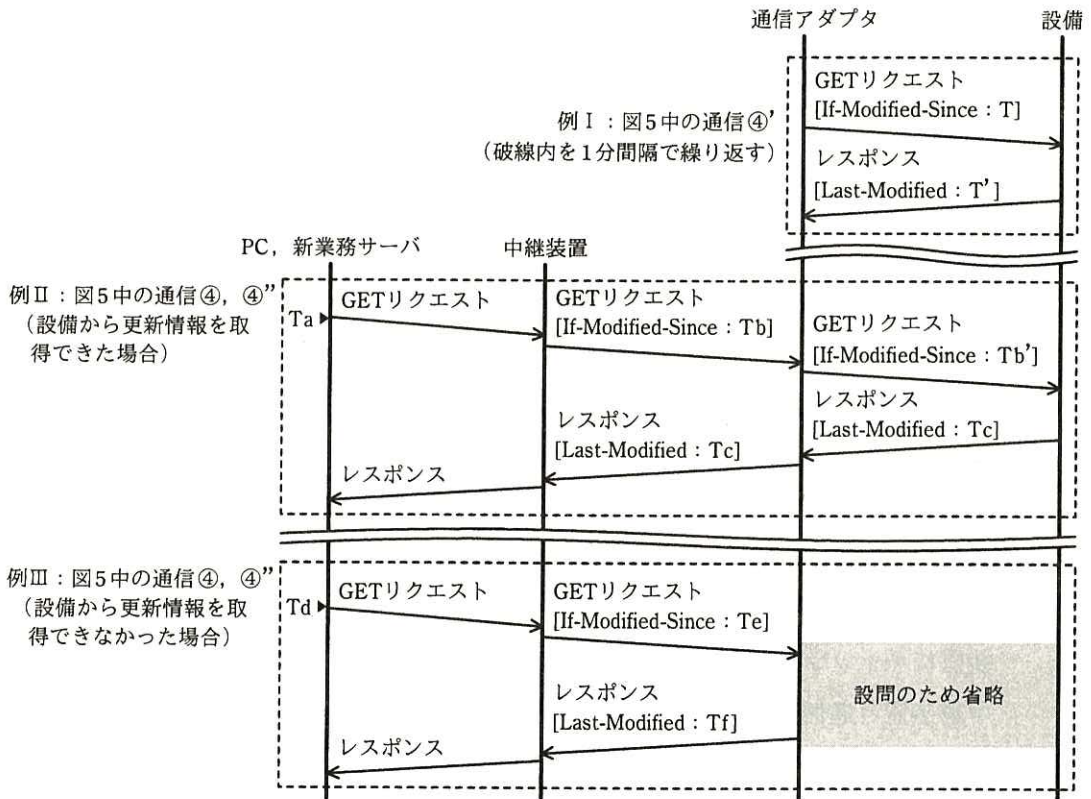 通信アダプタ
設備
GETリクエスト
[If-Modified-Since：T]
例Ⅰ：図5中の通信④’
（破線内を1分間隔で繰り返す）
レスポンス
[Last-Modified：T’]
PC，新業務サーバ
中継装置
例Ⅱ：図5中の通信④，④”
（設備から更新情報を取
得できた場合）
Ta
GETリクエスト
GETリクエスト
[If-Modified-Since：Tb]
GETリクエスト
[If-Modified-Since：Tb’]
レスポンス
[Last-Modified：Tc]
レスポンス
[Last-Modified：Tc]
レスポンス
例Ⅲ：図5中の通信④，④”
（設備から更新情報を取
得できなかった場合）
Td
GETリクエスト
GETリクエスト
[If-Modified-Since：Te]
設問のため省略
レスポンス
[Last-Modified：Tf]
レスポンス